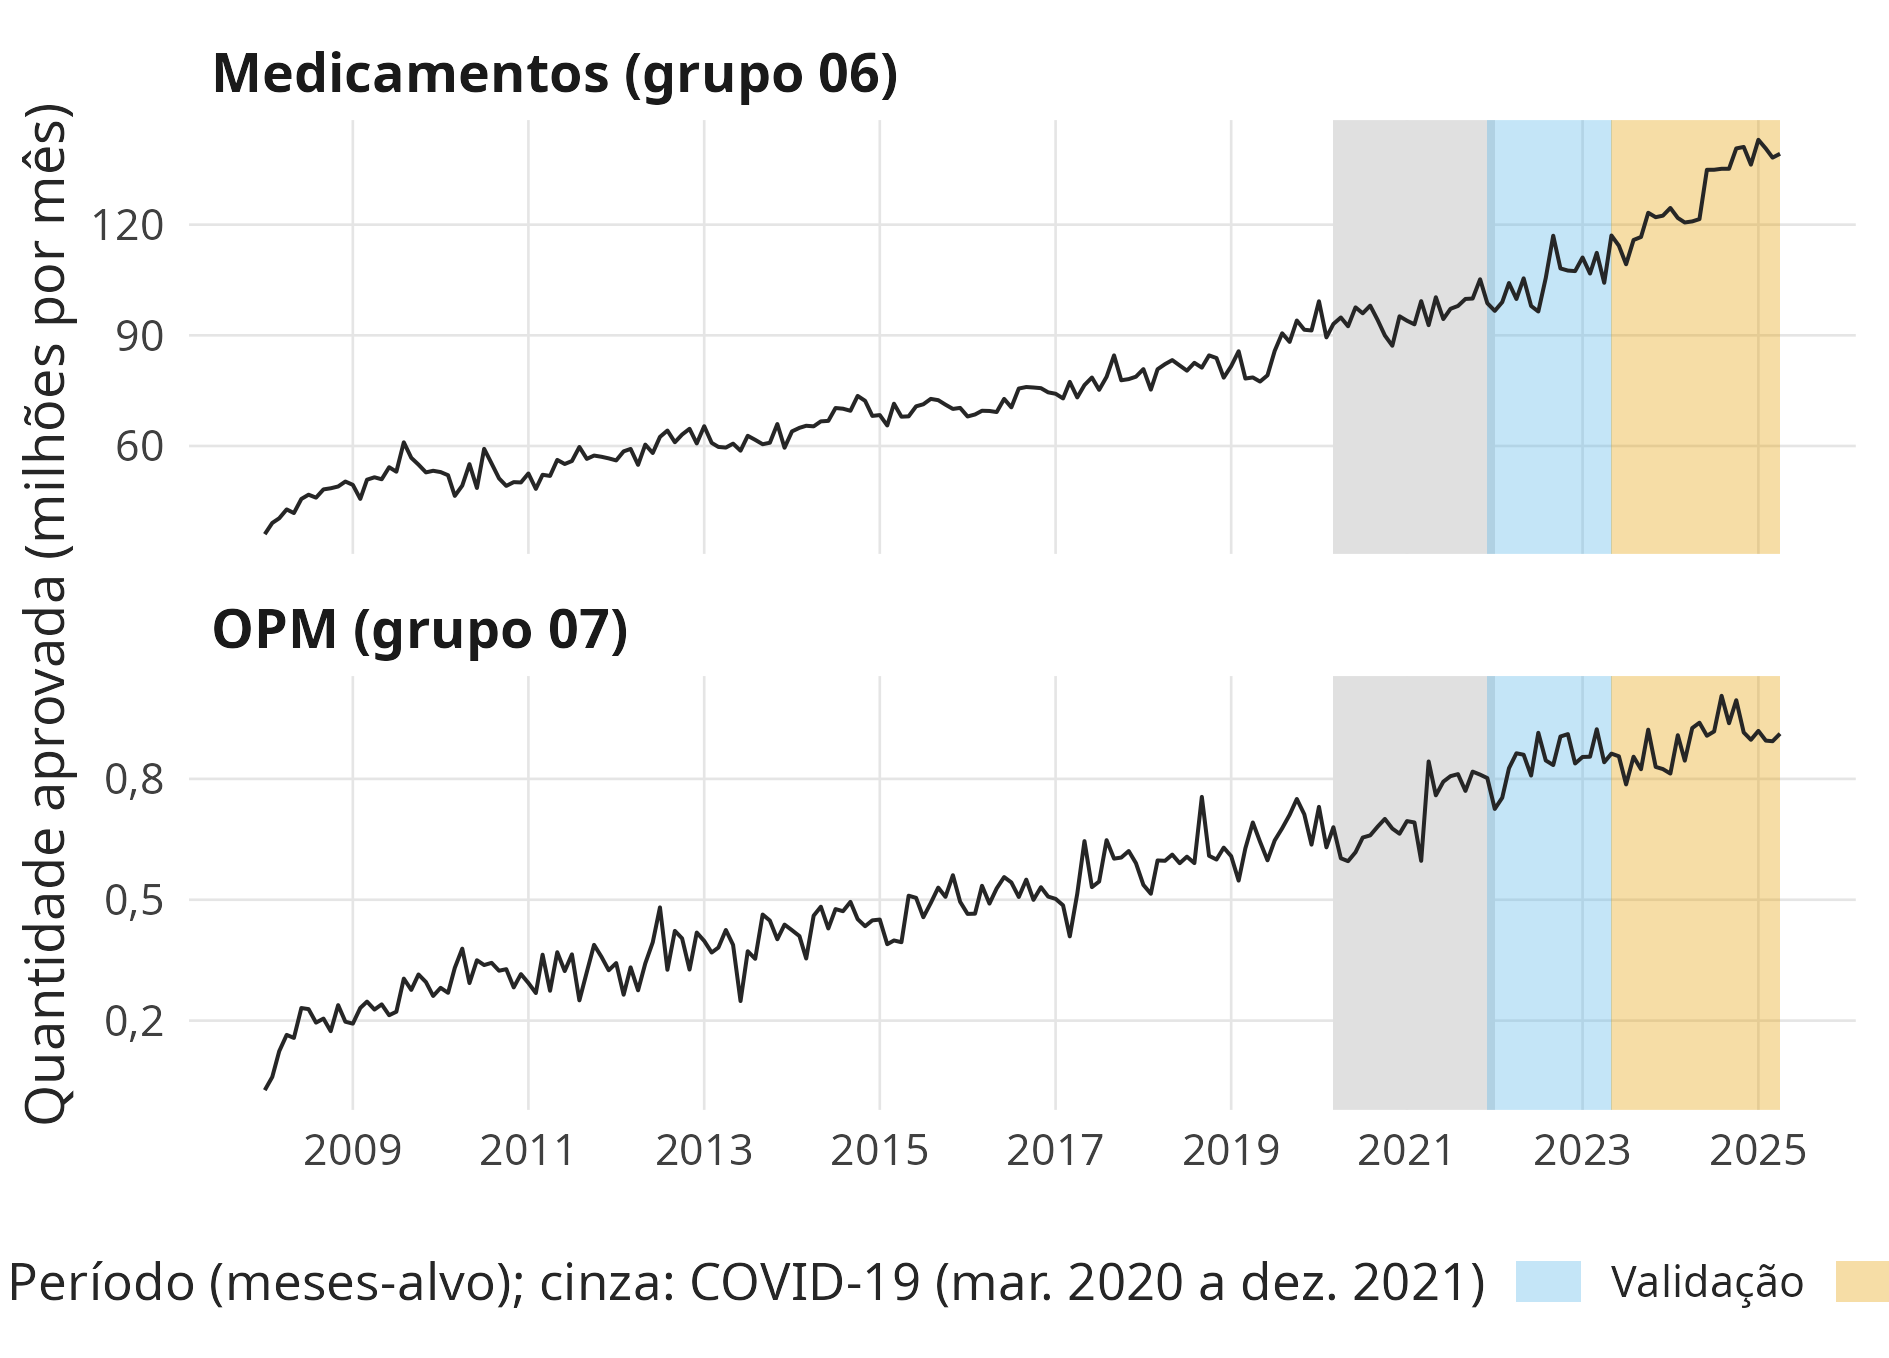 Medicamentos (grupo 06)
Quantidade aprovada (milhões por mês)
120
90
60
OPM (grupo 07)
0,8
0,5
0,2
2009 2011 2013 2015 2017 2019 2021 2023 2025
Período (meses-alvo); cinza: COVID-19 (mar. 2020 a dez. 2021) Validação